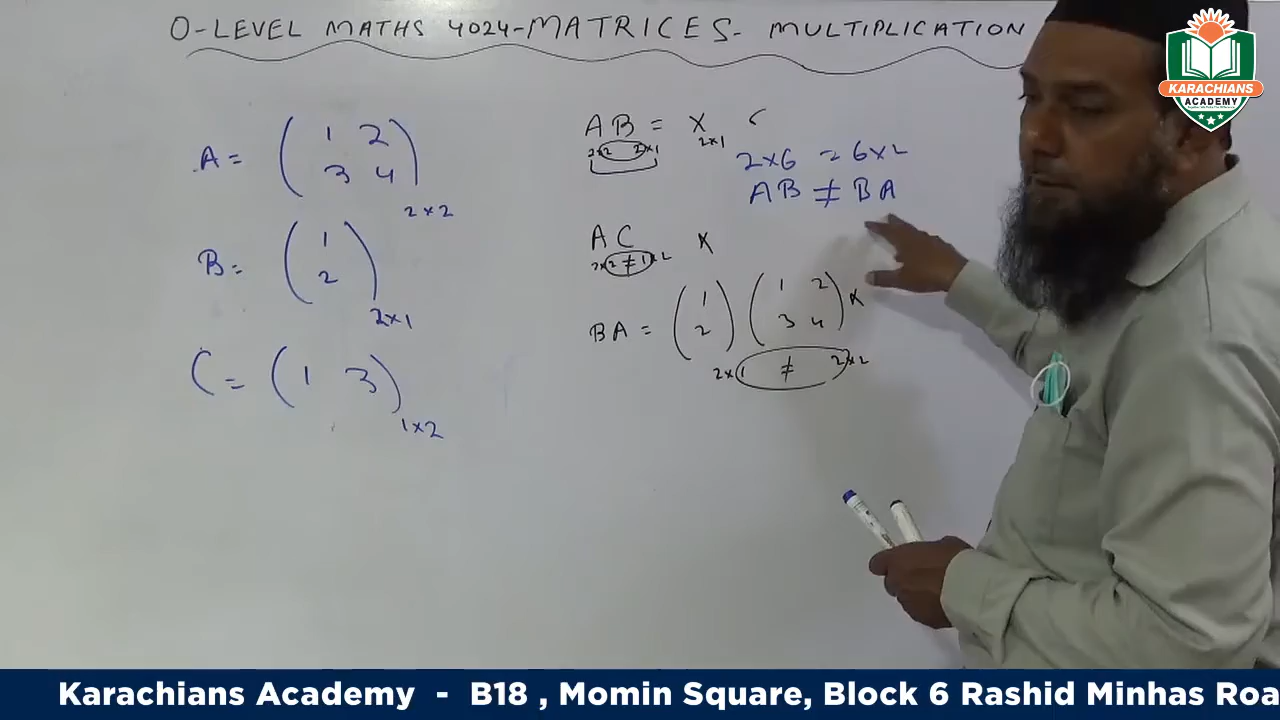 O-LEVEL MATHS 4024-MATRICES- MULTIPLICATION
KARACHIANS
ACADEMY
A = ( 1 2
3 4 ) 2×2
B = ( 1
2 ) 2×1
C = ( 1 3 ) 1×2
AB = X 2×1
2×2 2×1
2×6 = 6×2
AB ≠ BA
AC ×
2×2 ≠ 1×2
BA = ( 1
2 ) ( 1 2
3 4 ) ×
2×1 ≠ 2×2
Karachians Academy - B18 , Momin Square, Block 6 Rashid Minhas Roa